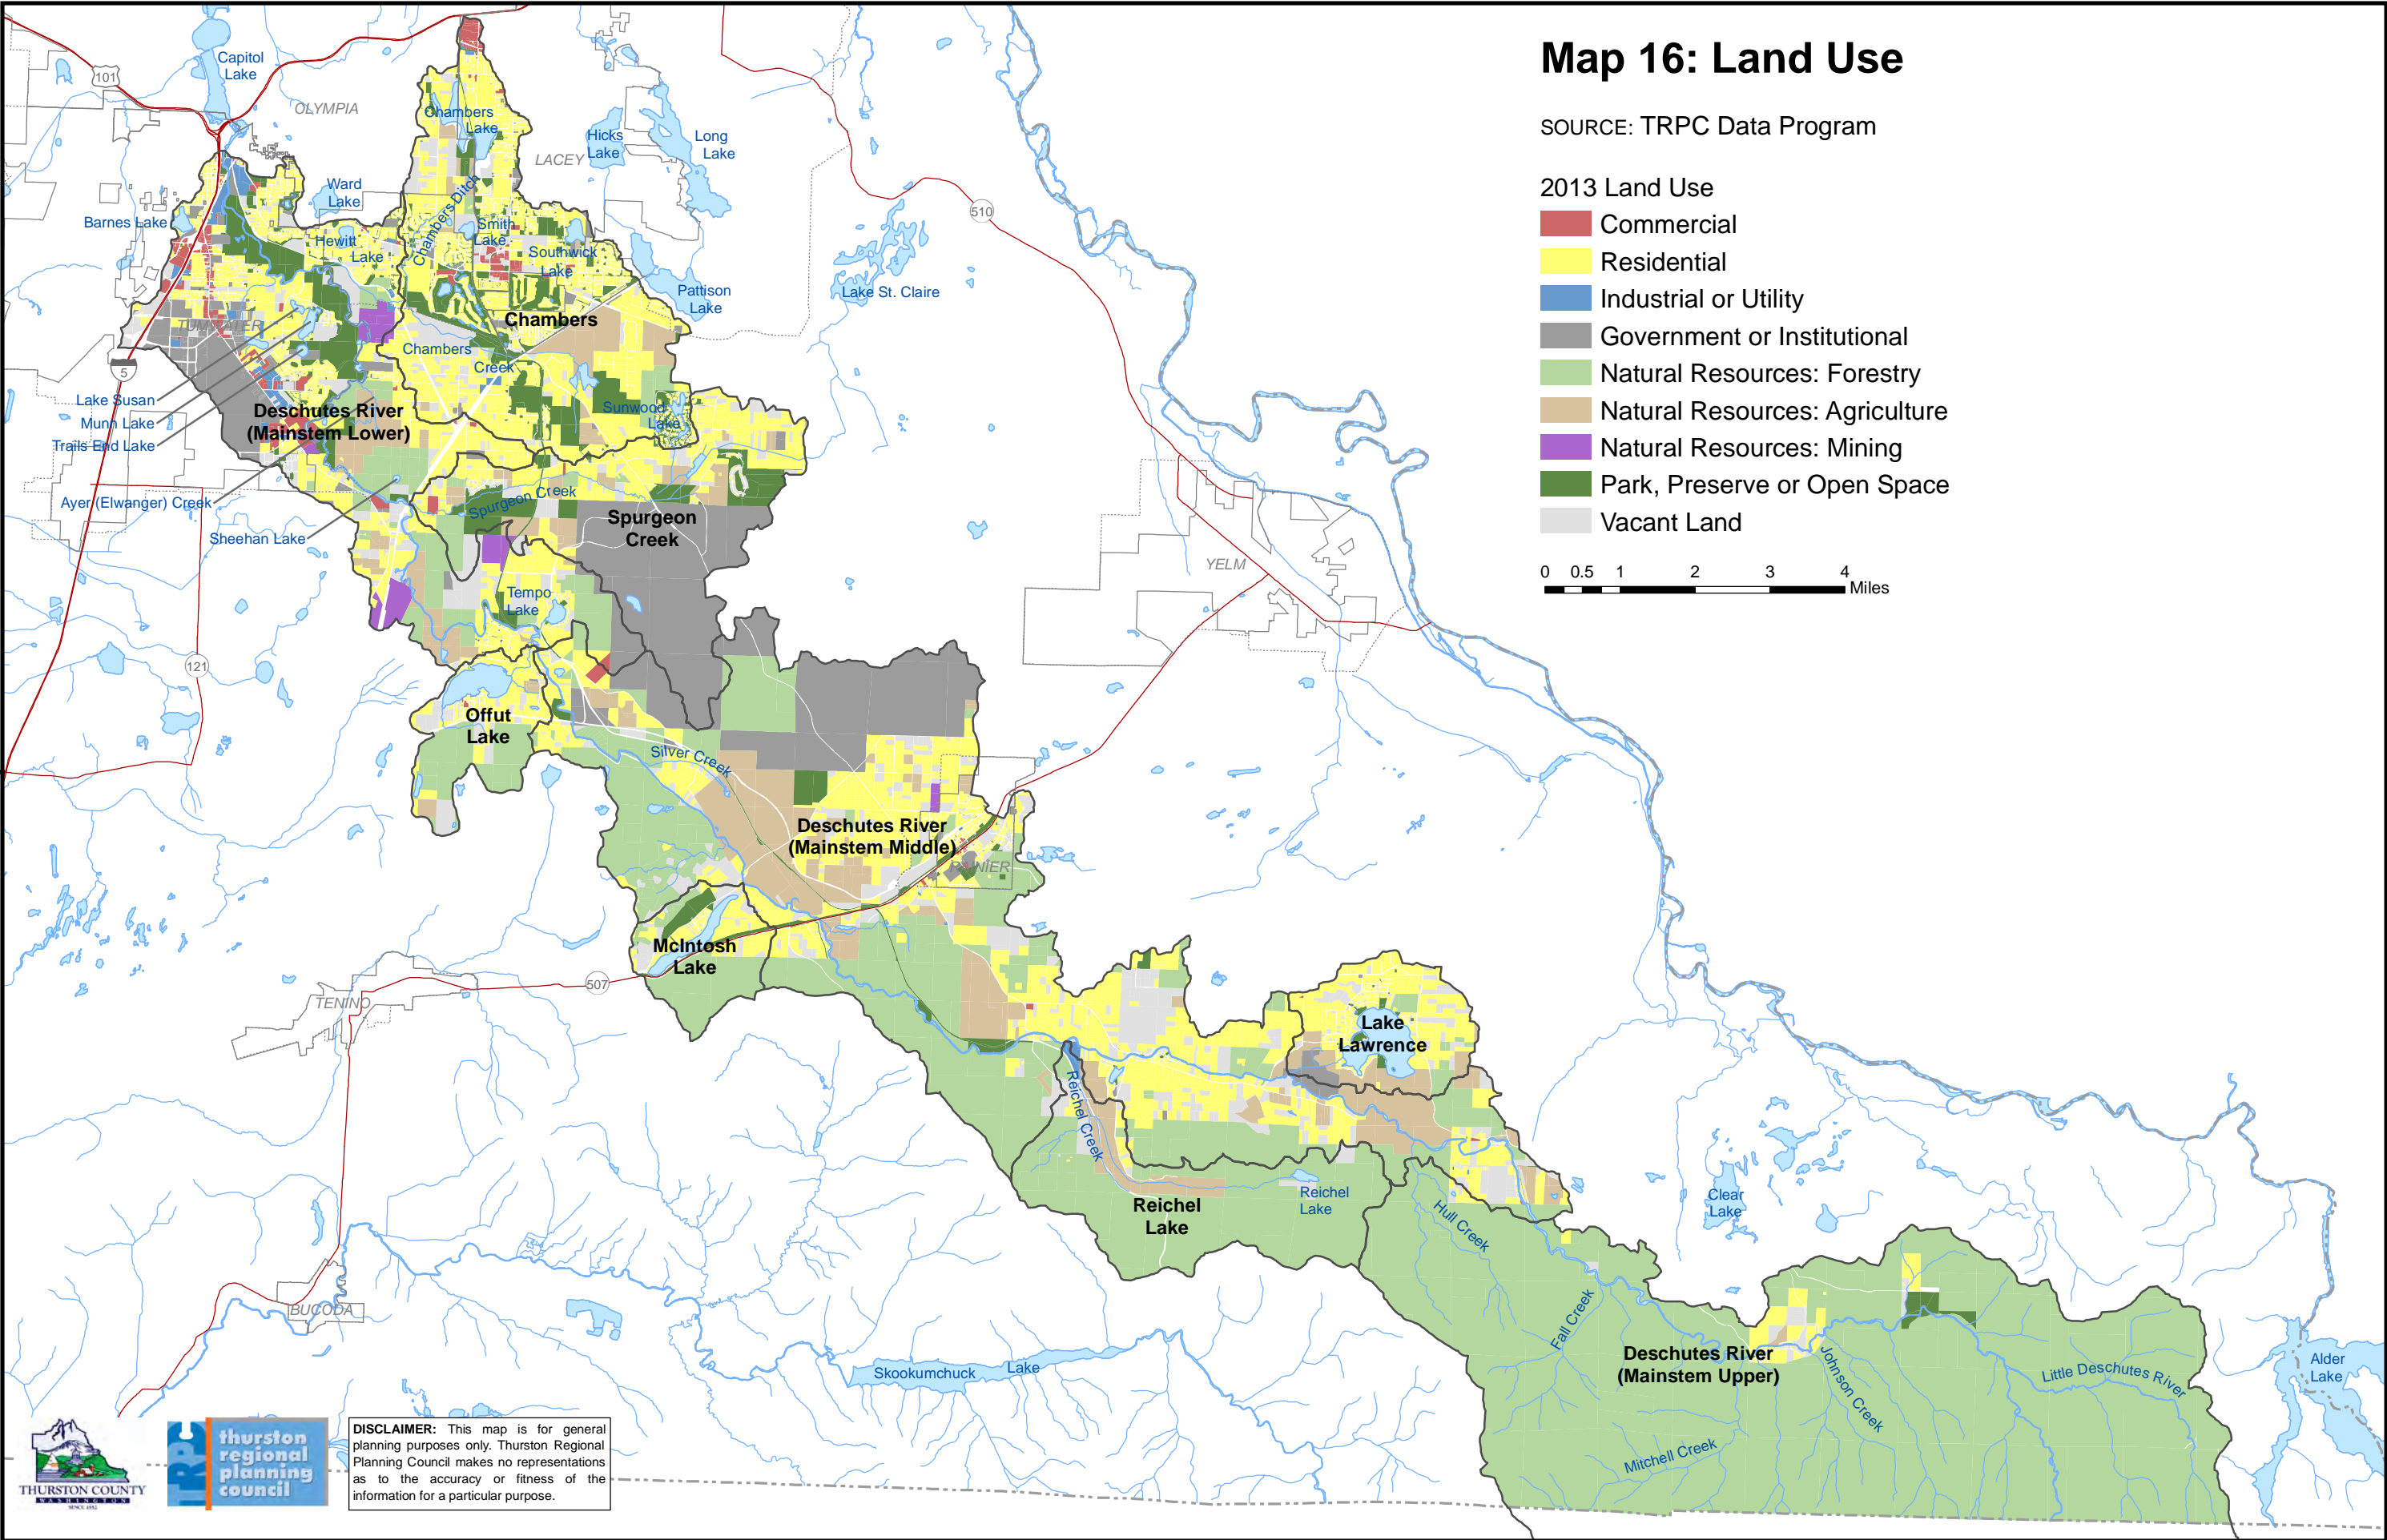 Map 16: Land Use
SOURCE: TRPC Data Program
2013 Land Use
Commercial
Residential
Industrial or Utility
Government or Institutional
Natural Resources: Forestry
Natural Resources: Agriculture
Natural Resources: Mining
Park, Preserve or Open Space
Vacant Land
0 0.5 1 2 3 4
Miles
Capitol
Lake
101
OLYMPIA
Chambers
Lake
Hicks
Lake
Long
Lake
LACEY
Ward
Lake
Barnes Lake
Chambers Ditch
Smith
Lake
Hewitt
Lake
Southwick
Lake
510
Pattison
Lake
Lake St. Claire
TUMWATER
Chambers
Chambers
Creek
5
Lake Susan
Munn Lake
Trails End Lake
Deschutes River
(Mainstem Lower)
Sunwood
Lake
Ayer (Elwanger) Creek
Spurgeon Creek
Spurgeon
Creek
Sheehan Lake
YELM
Tempo
Lake
121
Offut
Lake
Silver Creek
Deschutes River
(Mainstem Middle)
RAINIER
McIntosh
Lake
507
TENINO
Lake
Lawrence
Reichel Creek
Reichel
Lake
Reichel
Lake
Clear
Lake
Hull Creek
BUCODA
Fall Creek
Deschutes River
(Mainstem Upper)
Johnson Creek
Little Deschutes River
Alder
Lake
Skookumchuck Lake
Mitchell Creek
THURSTON COUNTY
WASHINGTON
SINCE 1852
TRPC
thurston
regional
planning
council
DISCLAIMER: This map is for general
planning purposes only. Thurston Regional
Planning Council makes no representations
as to the accuracy or fitness of the
information for a particular purpose.